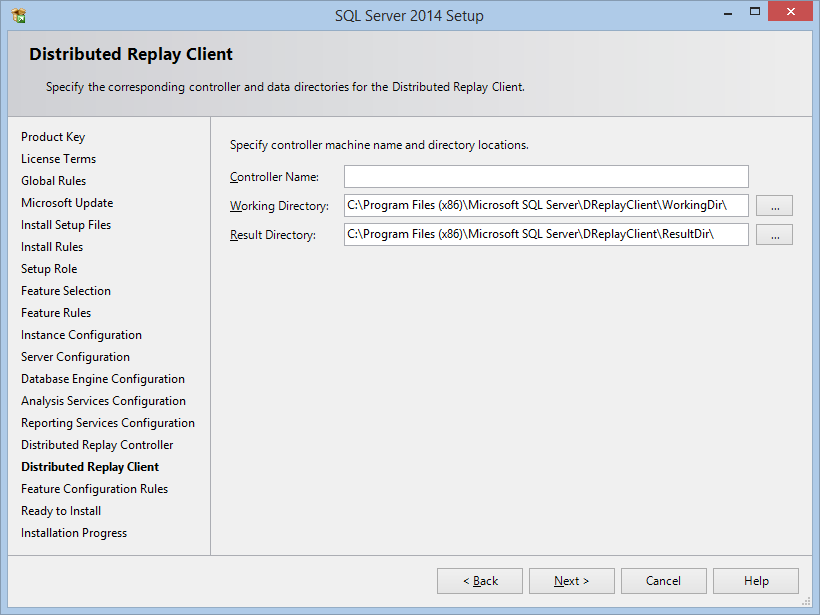 SQL Server 2014 Setup
Distributed Replay Client
Specify the corresponding controller and data directories for the Distributed Replay Client.
Product Key
License Terms
Global Rules
Microsoft Update
Install Setup Files
Install Rules
Setup Role
Feature Selection
Feature Rules
Instance Configuration
Server Configuration
Database Engine Configuration
Analysis Services Configuration
Reporting Services Configuration
Distributed Replay Controller
Distributed Replay Client
Feature Configuration Rules
Ready to Install
Installation Progress
Specify controller machine name and directory locations.
Controller Name:
Working Directory: C:\Program Files (x86)\Microsoft SQL Server\DReplayClient\WorkingDir\ ...
Result Directory: C:\Program Files (x86)\Microsoft SQL Server\DReplayClient\ResultDir\ ...
< Back Next > Cancel Help